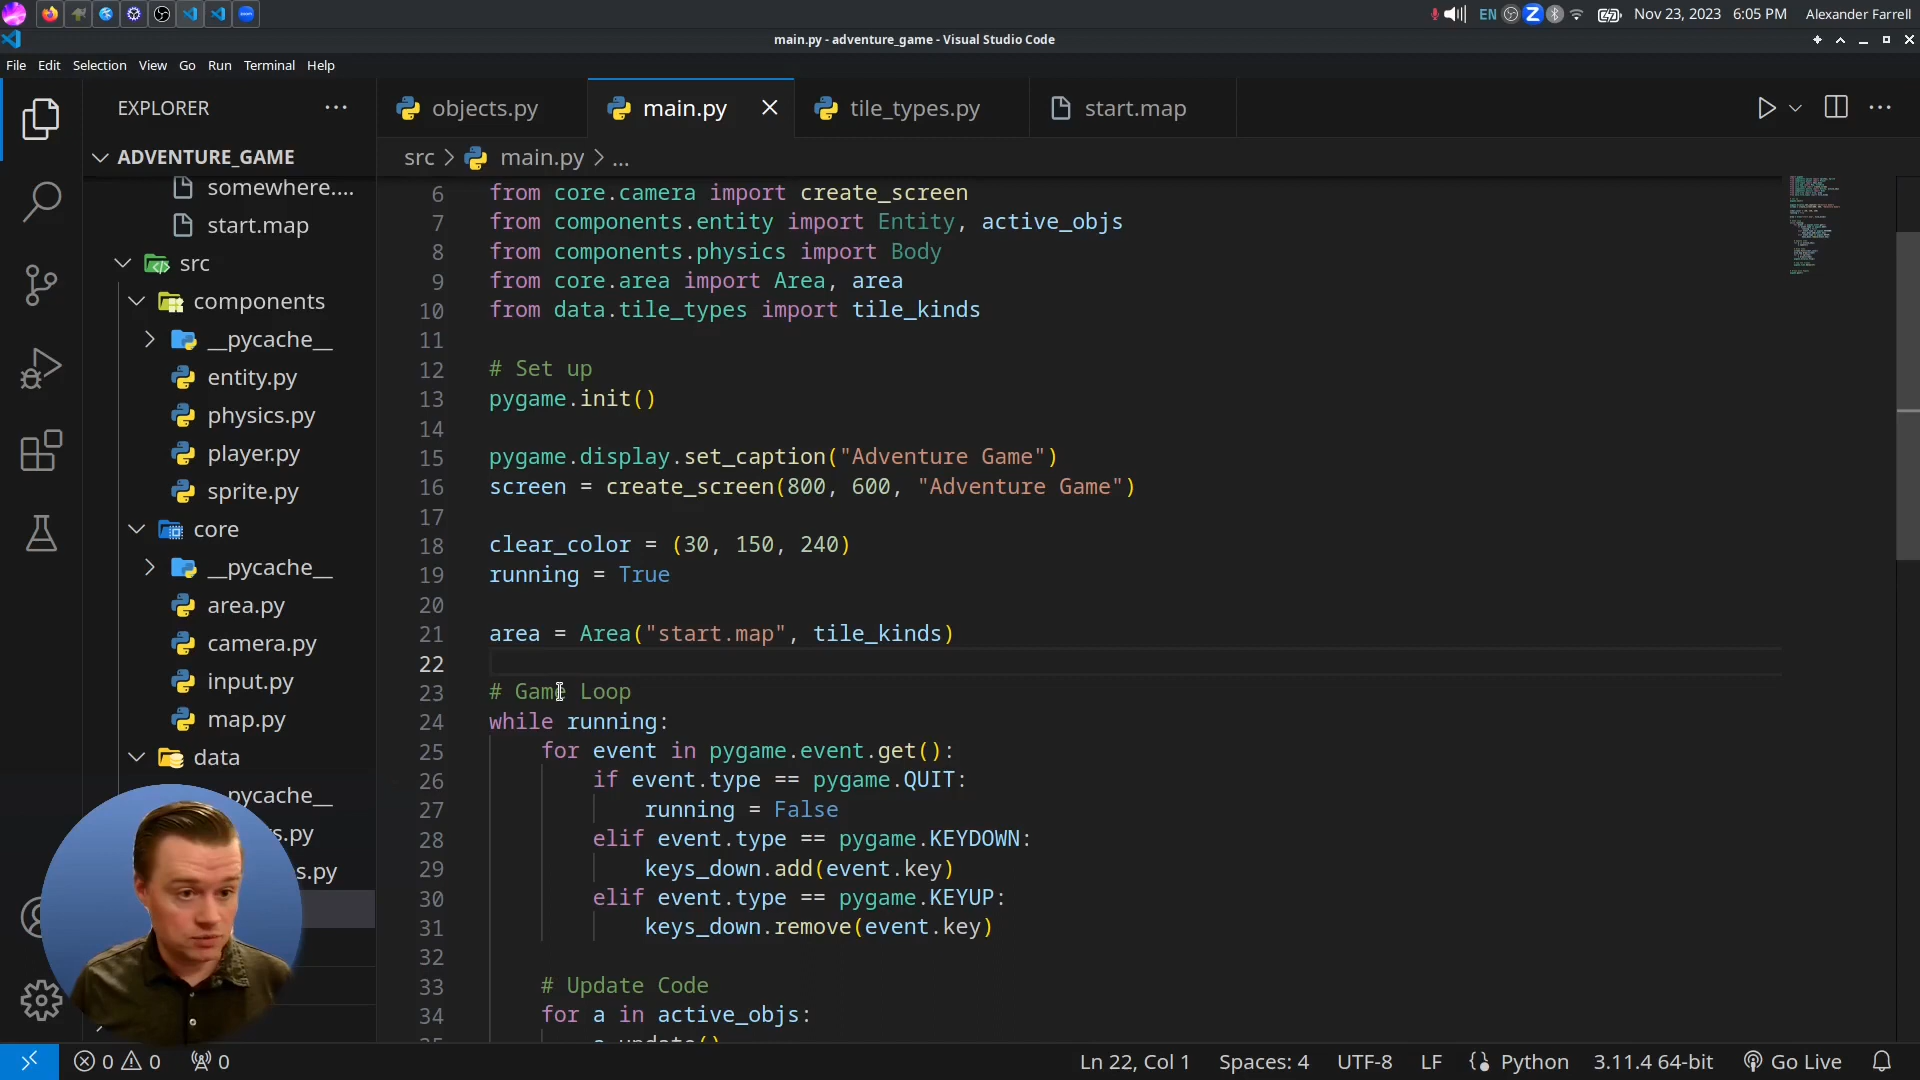 EN
Nov 23, 2023 6:05 PM Alexander Farrell
main.py - adventure_game - Visual Studio Code
File Edit Selection View Go Run Terminal Help
EXPLORER
objects.py main.py tile_types.py start.map
ADVENTURE_GAME
src > main.py > ...
somewhere....
start.map
src
components
__pycache__
entity.py
physics.py
player.py
sprite.py
core
__pycache__
area.py
camera.py
input.py
map.py
data
pycache__
s.py
s.py
6 from core.camera import create_screen
7 from components.entity import Entity, active_objs
8 from components.physics import Body
9 from core.area import Area, area
10 from data.tile_types import tile_kinds
11
12 # Set up
13 pygame.init()
14
15 pygame.display.set_caption("Adventure Game")
16 screen = create_screen(800, 600, "Adventure Game")
17
18 clear_color = (30, 150, 240)
19 running = True
20
21 area = Area("start.map", tile_kinds)
22
23 # Game Loop
24 while running:
25 for event in pygame.event.get():
26 if event.type == pygame.QUIT:
27 running = False
28 elif event.type == pygame.KEYDOWN:
29 keys_down.add(event.key)
30 elif event.type == pygame.KEYUP:
31 keys_down.remove(event.key)
32
33 # Update Code
34 for a in active_objs:
0 0 0 Ln 22, Col 1 Spaces: 4 UTF-8 LF Python 3.11.4 64-bit Go Live